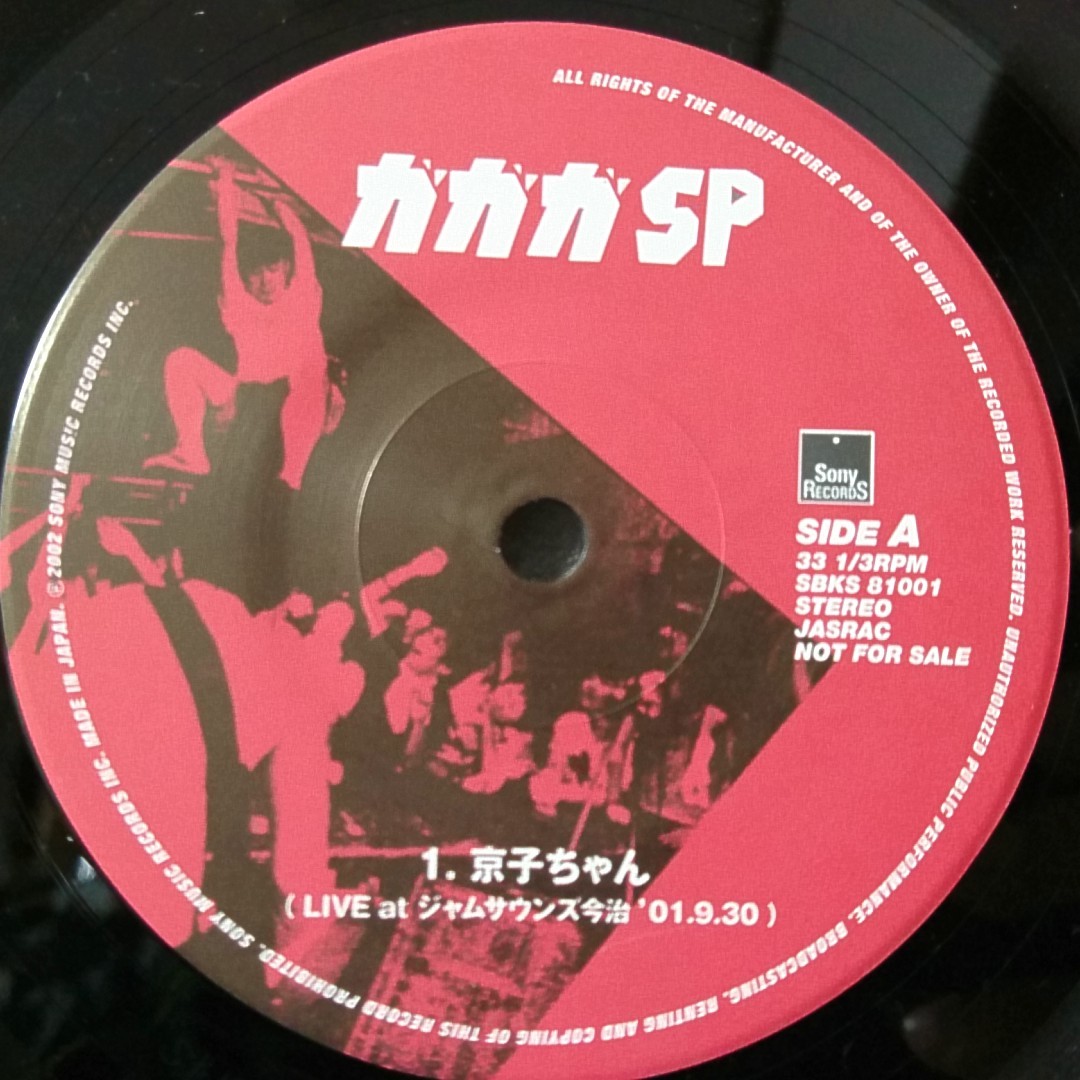 ALL RIGHTS OF THE MANUFACTURER AND OF THE OWNER OF THE RECORDED WORK RESERVED. UNAUTHORIZED PUBLIC PERFORMANCE. BROADCASTING. RENTING AND COPYING OF THIS RECORD PROHIBITED. SONY MUSIC RECORDS INC. MADE IN JAPAN. ℗2002 SONY MUSIC RECORDS INC.
ガガガSP
Sony
RECORDS
SIDE A
33 1/3RPM
SBKS 81001
STEREO
JASRAC
NOT FOR SALE
1. 京子ちゃん
( LIVE at ジャムサウンズ今治 '01.9.30 )